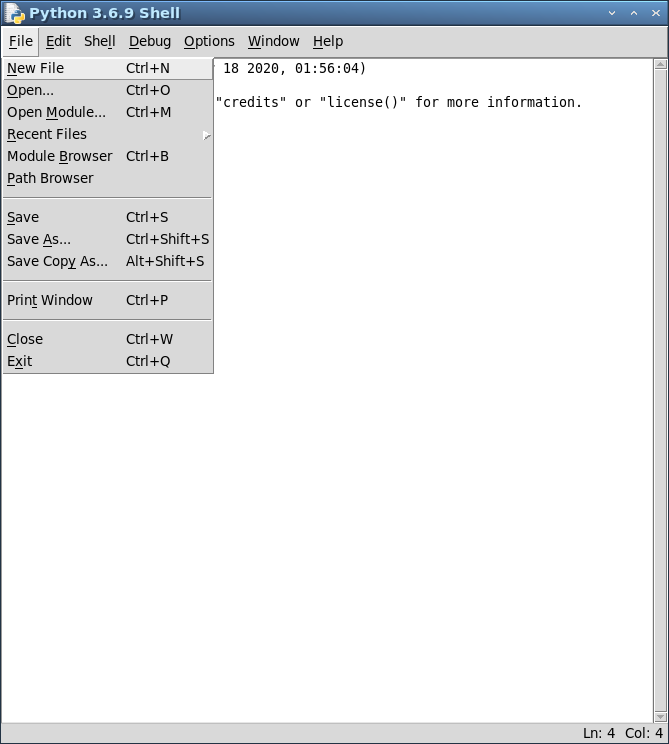 Python 3.6.9 Shell
File Edit Shell Debug Options Window Help
New File Ctrl+N
Open... Ctrl+O
Open Module... Ctrl+M
Recent Files
Module Browser Ctrl+B
Path Browser
Save Ctrl+S
Save As... Ctrl+Shift+S
Save Copy As... Alt+Shift+S
Print Window Ctrl+P
Close Ctrl+W
Exit Ctrl+Q
18 2020, 01:56:04)
"credits" or "license()" for more information.
Ln: 4 Col: 4